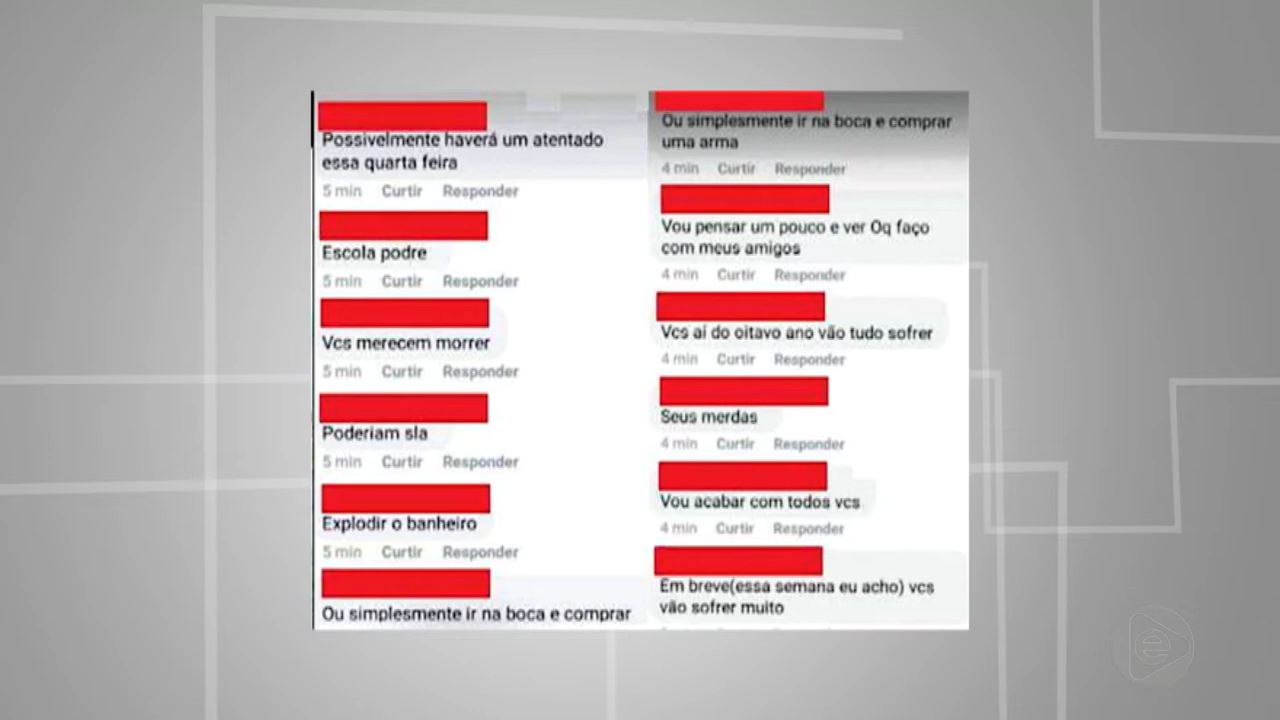 Possivelmente haverá um atentado
essa quarta feira
5 min Curtir Responder
Escola podre
5 min Curtir Responder
Vcs merecem morrer
5 min Curtir Responder
Poderiam sla
5 min Curtir Responder
Explodir o banheiro
5 min Curtir Responder
Ou simplesmente ir na boca e comprar
Ou simplesmente ir na boca e comprar
uma arma
4 min Curtir Responder
Vou pensar um pouco e ver Oq faço
com meus amigos
4 min Curtir Responder
Vcs aí do oitavo ano vão tudo sofrer
4 min Curtir Responder
Seus merdas
4 min Curtir Responder
Vou acabar com todos vcs
4 min Curtir Responder
Em breve(essa semana eu acho) vcs
vão sofrer muito
e